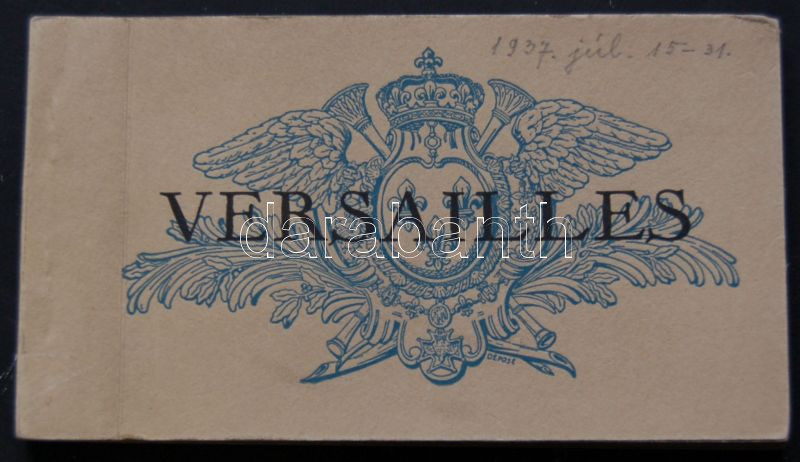 1937. júl. 15-31.
VERSAILLES
darabanth
DÉPOSÉ